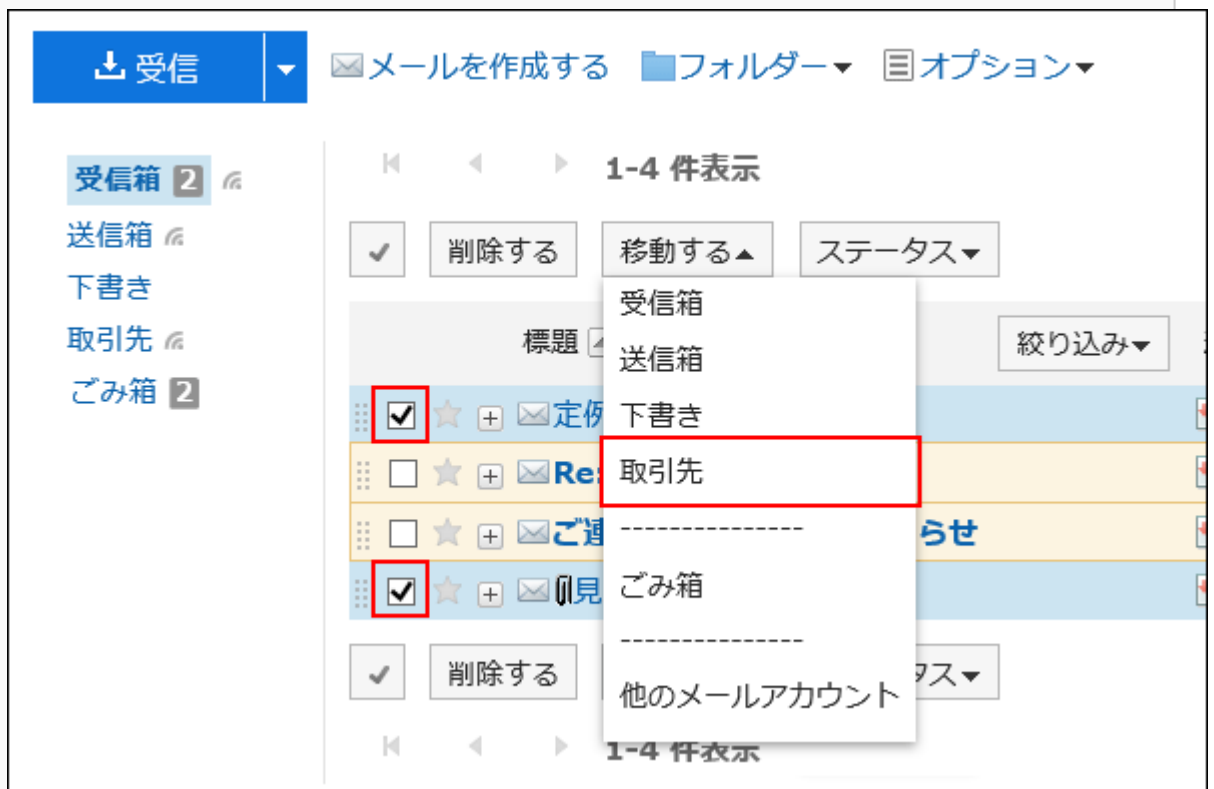 受信 メールを作成する フォルダー▼ オプション▼
受信箱 2
送信箱
下書き
取引先
ごみ箱 2
1-4 件表示
削除する 移動する▲ ステータス▼
標題 絞り込み▼
定例
Re:
ご連 らせ
見
受信箱
送信箱
下書き
取引先
---------------
ごみ箱
---------------
他のメールアカウント
削除する タス▼
1-4 件表示